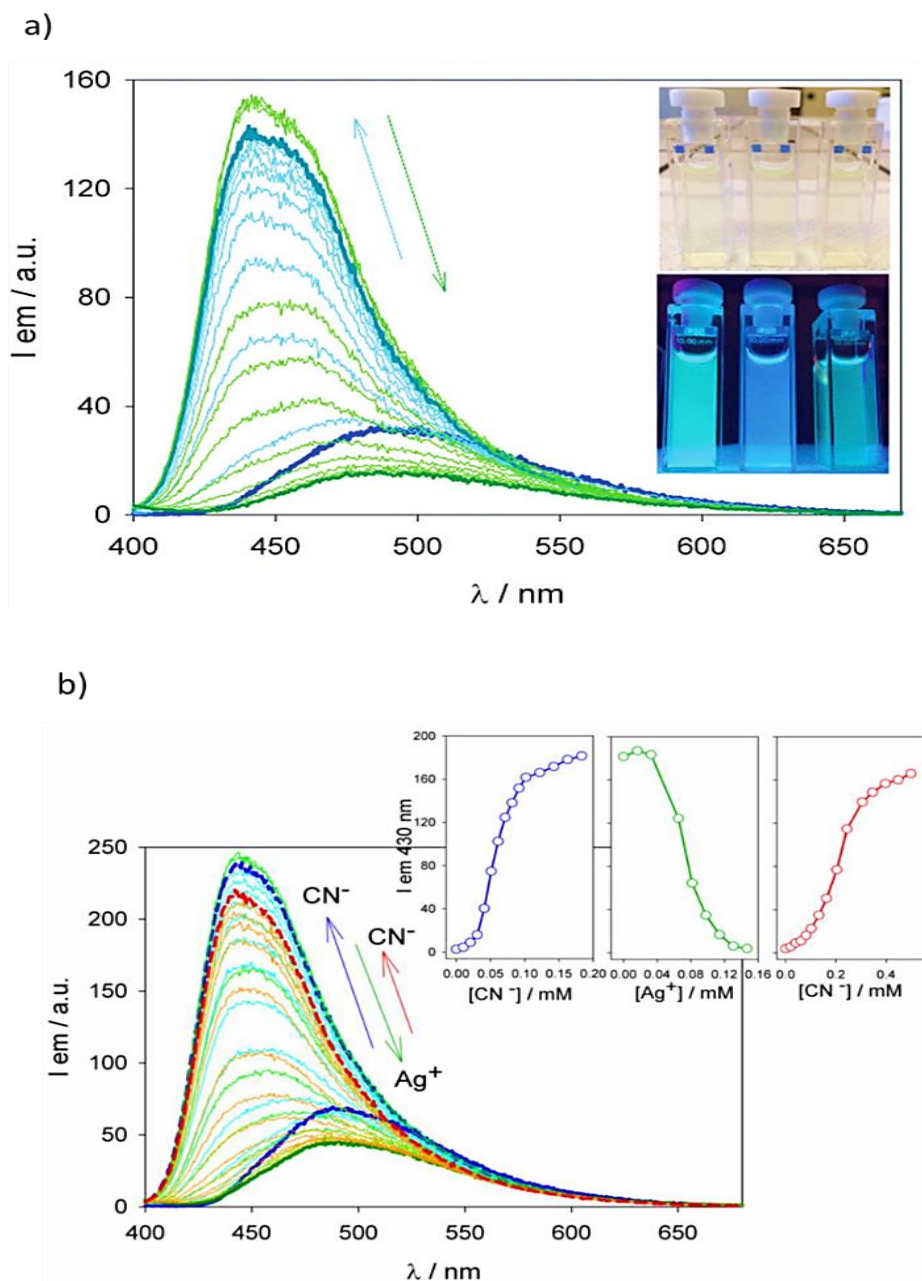 a)
160
120
80
40
0
I em / a.u.
400 450 500 550 600 650
λ / nm
10.00mm
b)
200
160
120
80
40
0
I em 430 nm
0.00 0.05 0.10 0.15 0.20
[CN⁻] / mM
0.00 0.04 0.08 0.12 0.16
[Ag⁺] / mM
0.0 0.2 0.4
[CN⁻] / mM
250
200
150
100
50
0
I em / a.u.
CN⁻
CN⁻
Ag⁺
400 450 500 550 600 650
λ / nm